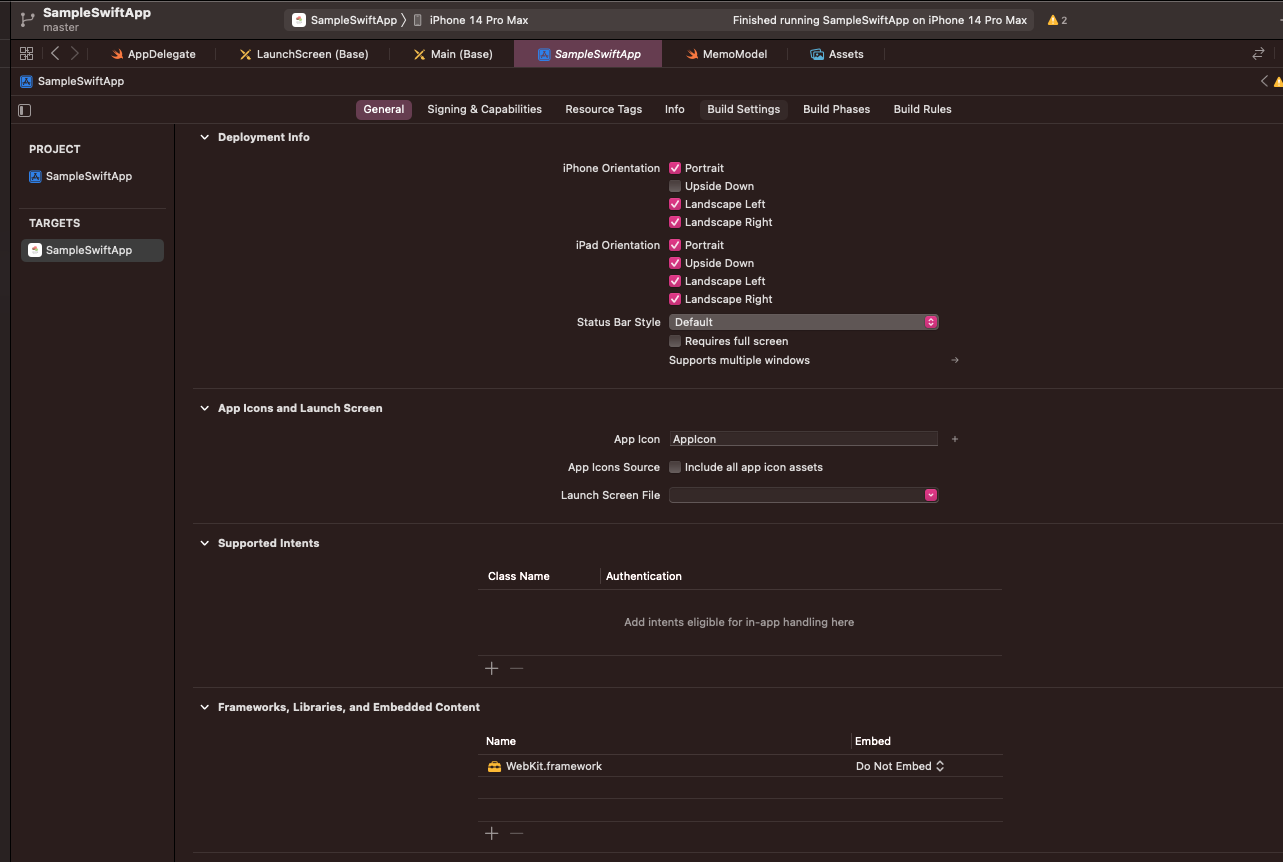 SampleSwiftApp
master
SampleSwiftApp 〉 iPhone 14 Pro Max
Finished running SampleSwiftApp on iPhone 14 Pro Max
2
AppDelegate
LaunchScreen (Base)
Main (Base)
SampleSwiftApp
MemoModel
Assets
SampleSwiftApp
General
Signing & Capabilities
Resource Tags
Info
Build Settings
Build Phases
Build Rules
PROJECT
SampleSwiftApp
TARGETS
SampleSwiftApp
Deployment Info
iPhone Orientation Portrait
Upside Down
Landscape Left
Landscape Right
iPad Orientation Portrait
Upside Down
Landscape Left
Landscape Right
Status Bar Style Default
Requires full screen
Supports multiple windows
App Icons and Launch Screen
App Icon AppIcon
App Icons Source Include all app icon assets
Launch Screen File
Supported Intents
Class Name Authentication
Add intents eligible for in-app handling here
Frameworks, Libraries, and Embedded Content
Name Embed
WebKit.framework Do Not Embed